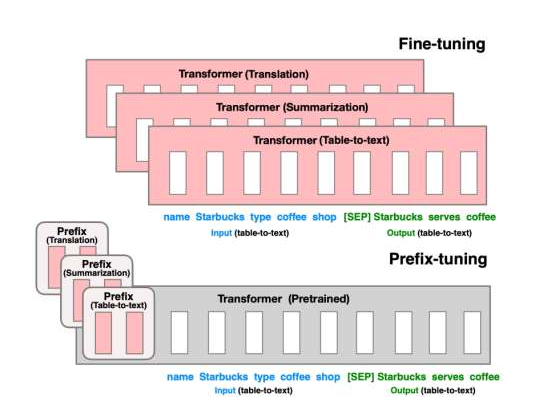 Fine-tuning
Transformer (Translation)
Transformer (Summarization)
Transformer (Table-to-text)
name Starbucks type coffee shop [SEP] Starbucks serves coffee
Input (table-to-text) Output (table-to-text)
Prefix-tuning
Prefix
(Translation)
Prefix
(Summarization)
Prefix
(Table-to-text)
Transformer (Pretrained)
name Starbucks type coffee shop [SEP] Starbucks serves coffee
Input (table-to-text) Output (table-to-text)